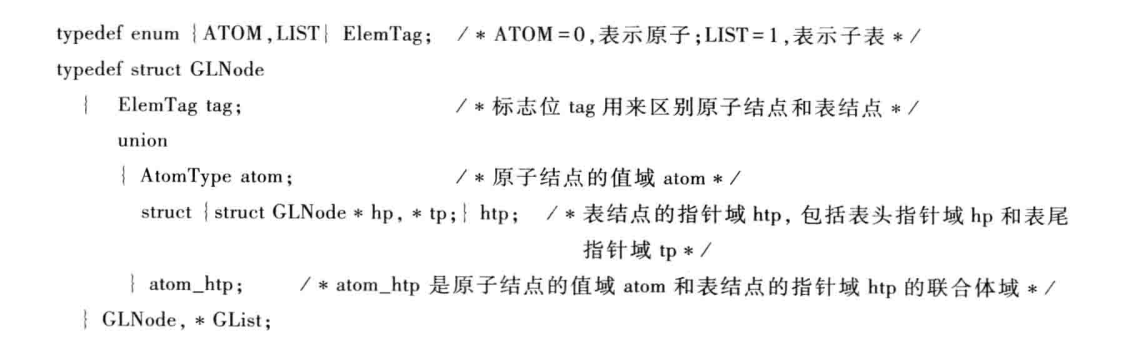 typedef enum {ATOM,LIST} ElemTag; /* ATOM=0,表示原子;LIST=1,表示子表 */
typedef struct GLNode
{ ElemTag tag; /* 标志位 tag 用来区别原子结点和表结点 */
union
{ AtomType atom; /* 原子结点的值域 atom */
struct {struct GLNode * hp, * tp;} htp; /* 表结点的指针域 htp, 包括表头指针域 hp 和表尾
指针域 tp */
} atom_htp; /* atom_htp 是原子结点的值域 atom 和表结点的指针域 htp 的联合体域 */
} GLNode, * GList;